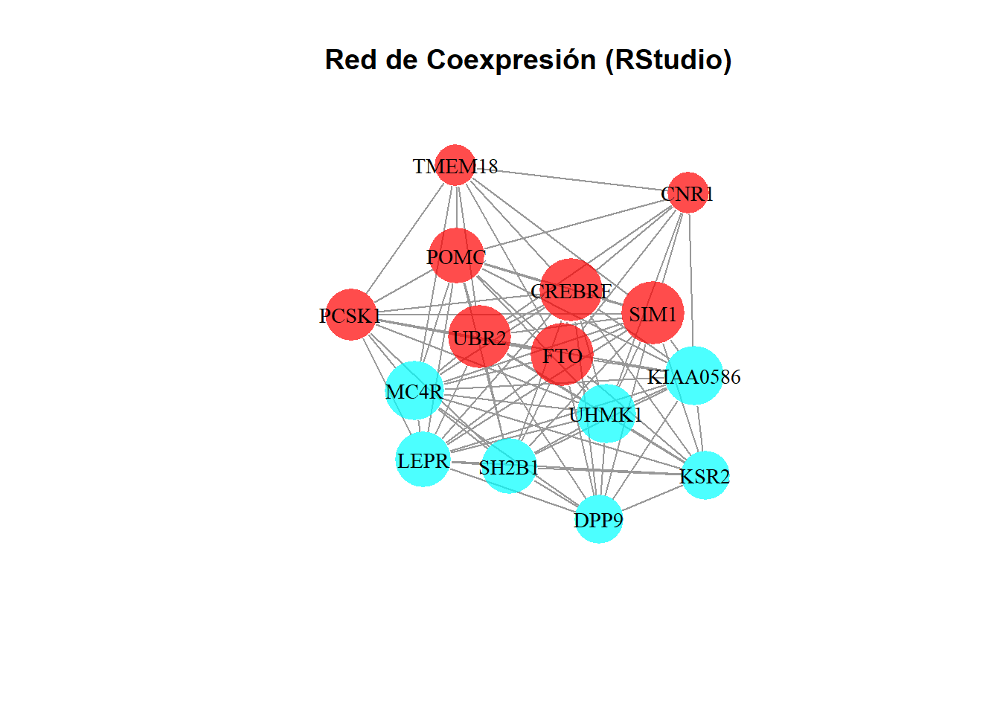 Red de Coexpresión (RStudio)
TMEM18
CNR1
POMC
CREBRF
PCSK1
SIM1
UBR2
FTO
KIAA0586
MC4R
UHMK1
LEPR
SH2B1
KSR2
DPP9